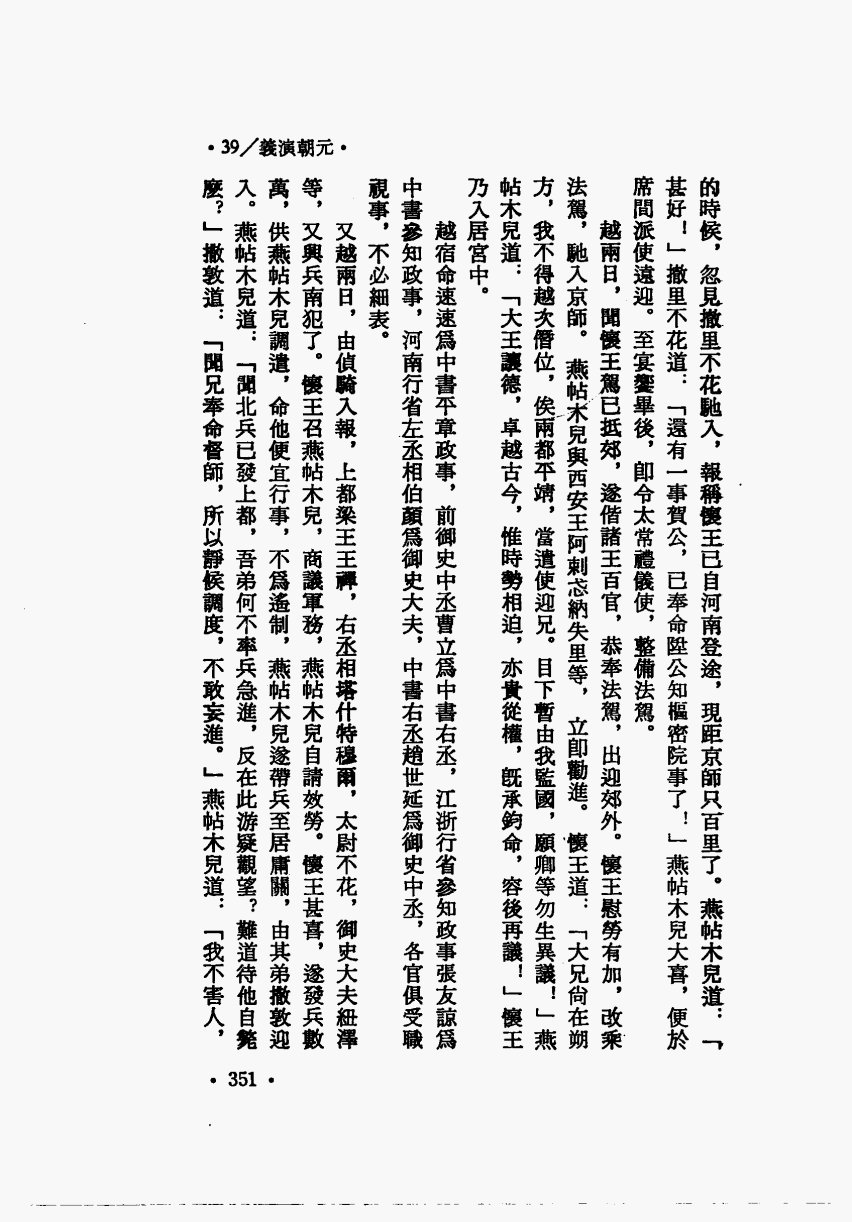 •39／義演朝元•
的時候，忽見撒里不花馳入，報稱懷王已自河南登途，現距京師只百里了。燕帖木兒道：「
甚好！」撒里不花道：「還有一事賀公，已奉命陞公知樞密院事了！」燕帖木兒大喜，便於
席間派使遠迎。至宴饗畢後，卽令太常禮儀使，整備法駕。
越兩日，聞懷王駕已抵郊，遂偕諸王百官，恭奉法駕，出迎郊外。懷王慰勞有加，改乘
法駕，馳入京師。燕帖木兒與西安王阿剌忒納失里等，立卽勸進。懷王道：「大兄尙在朔
方，我不得越次僭位，俟兩都平靖，當遣使迎兄。目下暫由我監國，願卿等勿生異議！」燕
帖木兒道：「大王讓德，卓越古今，惟時勢相迫，亦貴從權，旣承鈞命，容後再議！」懷王
乃入居宮中。
越宿命速速爲中書平章政事，前御史中丞曹立爲中書右丞，江浙行省參知政事張友諒爲
中書參知政事，河南行省左丞相伯顏爲御史大夫，中書右丞趙世延爲御史中丞，各官俱受職
視事，不必細表。
又越兩日，由偵騎入報，上都梁王王禪，右丞相塔什特穆爾，太尉不花，御史大夫紐澤
等，又興兵南犯了。懷王召燕帖木兒，商議軍務，燕帖木兒自請效勞。懷王甚喜，遂發兵數
萬，供燕帖木兒調遣，命他便宜行事，不爲遙制，燕帖木兒遂帶兵至居庸關，由其弟撒敦迎
入。燕帖木兒道：「聞北兵已發上都，吾弟何不率兵急進，反在此游疑觀望？難道待他自斃
麼？」撒敦道：「聞兄奉命督師，所以靜候調度，不敢妄進。」燕帖木兒道：「我不害人，
•351•